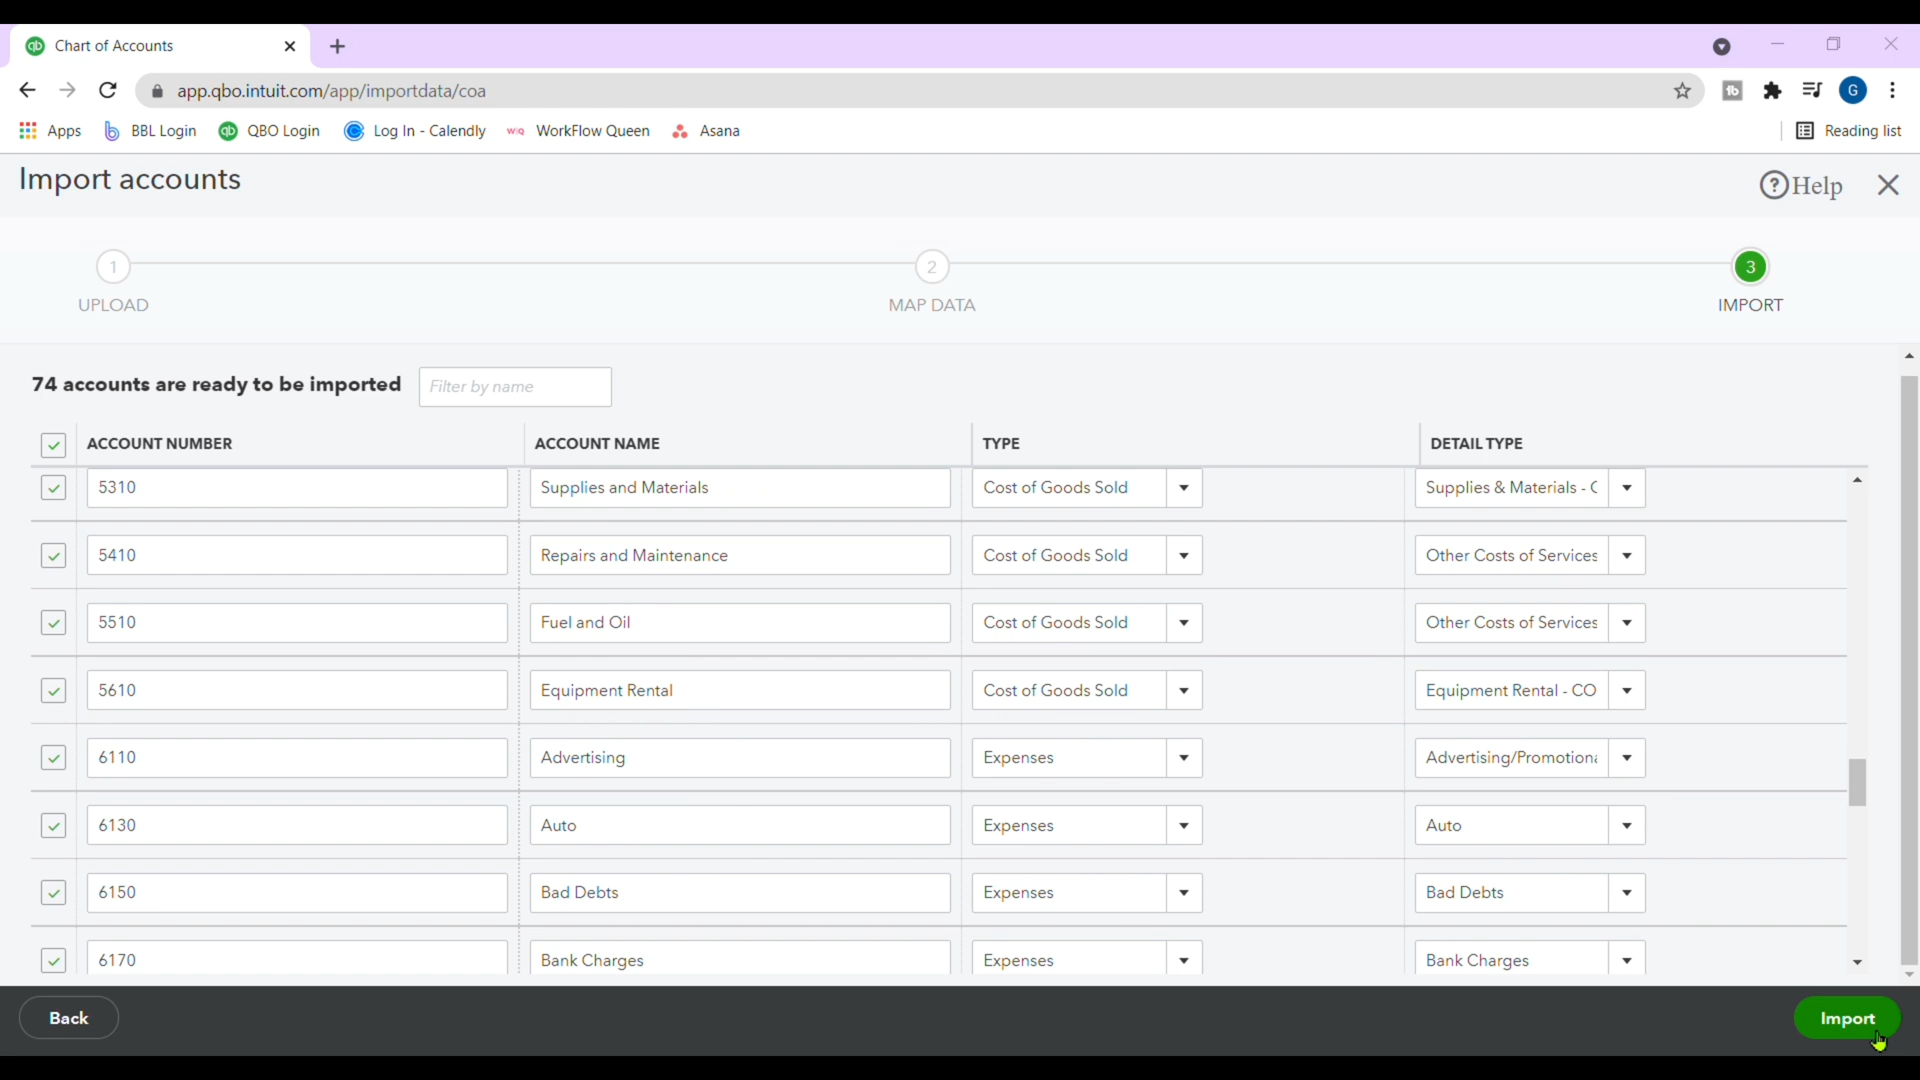 Chart of Accounts
app.qbo.intuit.com/app/importdata/coa
Apps BBL Login QBO Login Log In - Calendly WorkFlow Queen Asana Reading list
Import accounts
Help
1 2 3
UPLOAD MAP DATA IMPORT
74 accounts are ready to be imported Filter by name
ACCOUNT NUMBER ACCOUNT NAME TYPE DETAIL TYPE
5310 Supplies and Materials Cost of Goods Sold Supplies & Materials - C
5410 Repairs and Maintenance Cost of Goods Sold Other Costs of Services
5510 Fuel and Oil Cost of Goods Sold Other Costs of Services
5610 Equipment Rental Cost of Goods Sold Equipment Rental - CO
6110 Advertising Expenses Advertising/Promotiona
6130 Auto Expenses Auto
6150 Bad Debts Expenses Bad Debts
6170 Bank Charges Expenses Bank Charges
Back Import